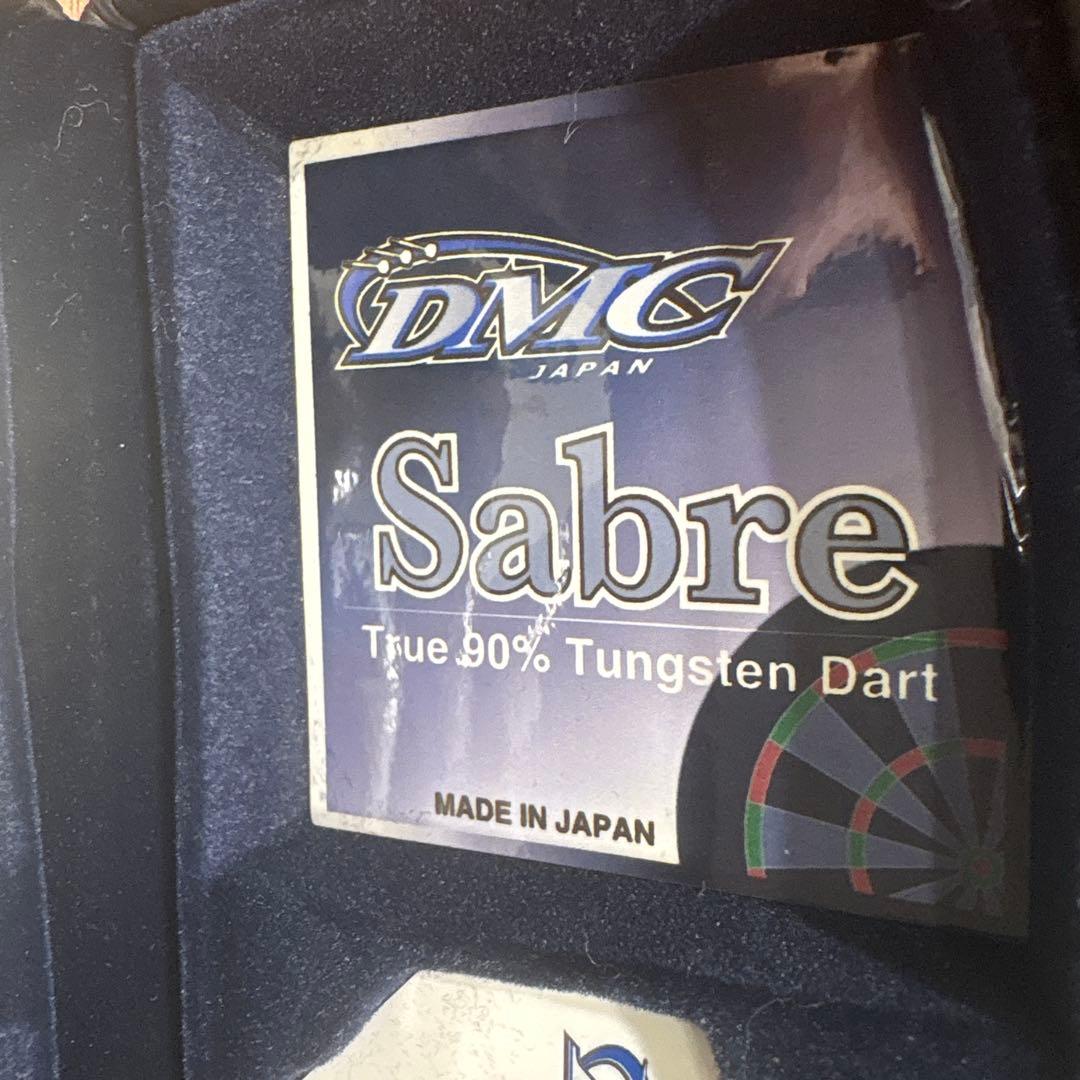 DMC
JAPAN
Sabre
True 90% Tungsten Dart
MADE IN JAPAN